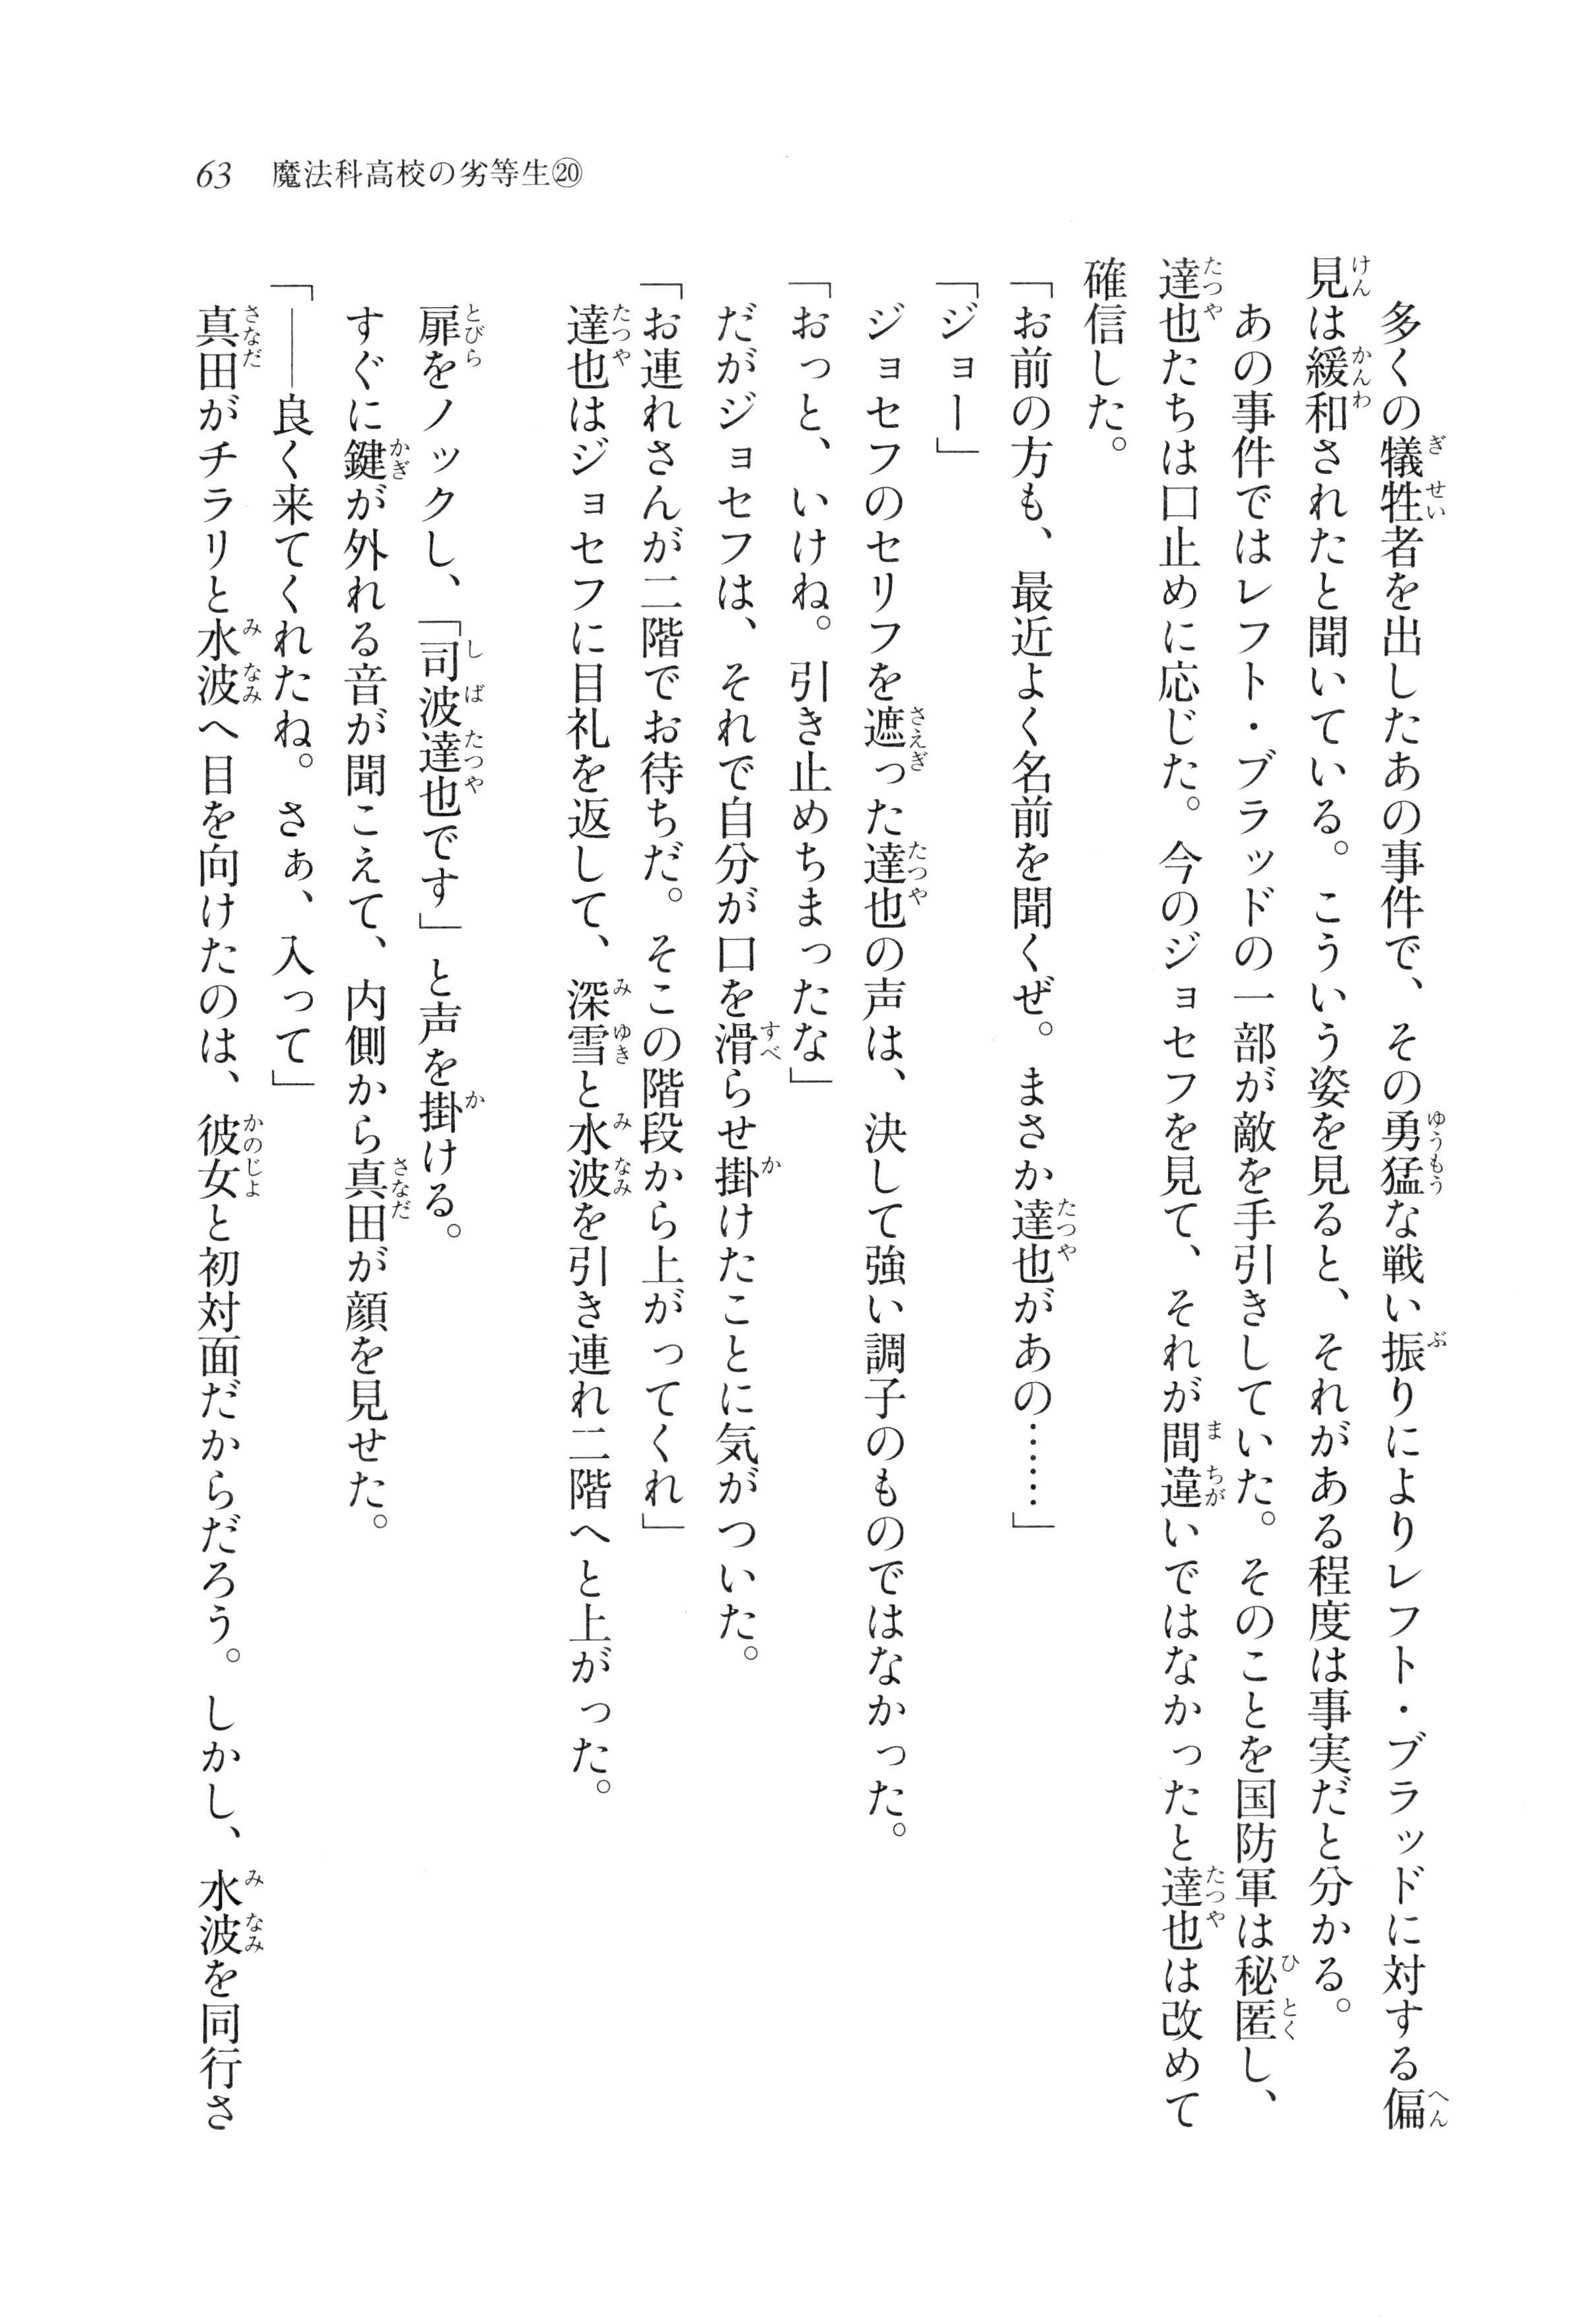 63　魔法科高校の劣等生⑳
　多くの犠牲者を出したあの事件で、その勇猛な戦い振りによりレフト・ブラッドに対する偏
見は緩和されたと聞いている。こういう姿を見ると、それがある程度は事実だと分かる。
　あの事件ではレフト・ブラッドの一部が敵を手引きしていた。そのことを国防軍は秘匿し、
達也たちは口止めに応じた。今のジョセフを見て、それが間違いではなかったと達也は改めて
確信した。
「お前の方も、最近よく名前を聞くぜ。まさか達也があの……」
「ジョー」
　ジョセフのセリフを遮った達也の声は、決して強い調子のものではなかった。
「おっと、いけね。引き止めちまったな」
　だがジョセフは、それで自分が口を滑らせ掛けたことに気がついた。
「お連れさんが二階でお待ちだ。そこの階段から上がってくれ」
　達也はジョセフに目礼を返して、深雪と水波を引き連れ二階へと上がった。
　扉をノックし、「司波達也です」と声を掛ける。
　すぐに鍵が外れる音が聞こえて、内側から真田が顔を見せた。
「――良く来てくれたね。さぁ、入って」
　真田がチラリと水波へ目を向けたのは、彼女と初対面だからだろう。しかし、水波を同行さ